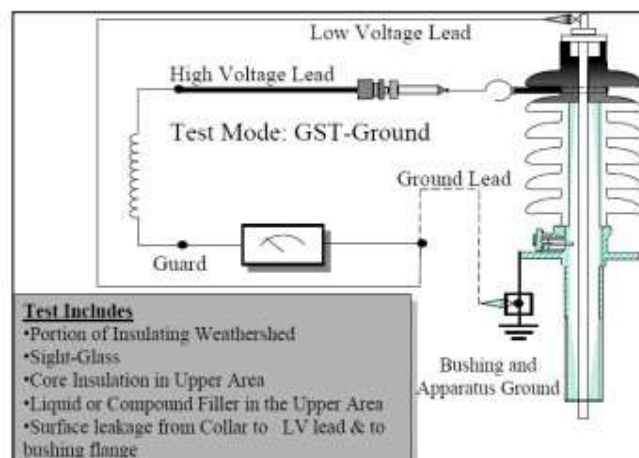 Low Voltage Lead
High Voltage Lead
Test Mode: GST-Ground
Ground Lead
Guard
Test Includes
•Portion of Insulating Weathershed
•Sight-Glass
•Core Insulation in Upper Area
•Liquid or Compound Filler in the Upper Area
•Surface leakage from Collar to LV lead & to
bushing flange
Bushing and
Apparatus Ground